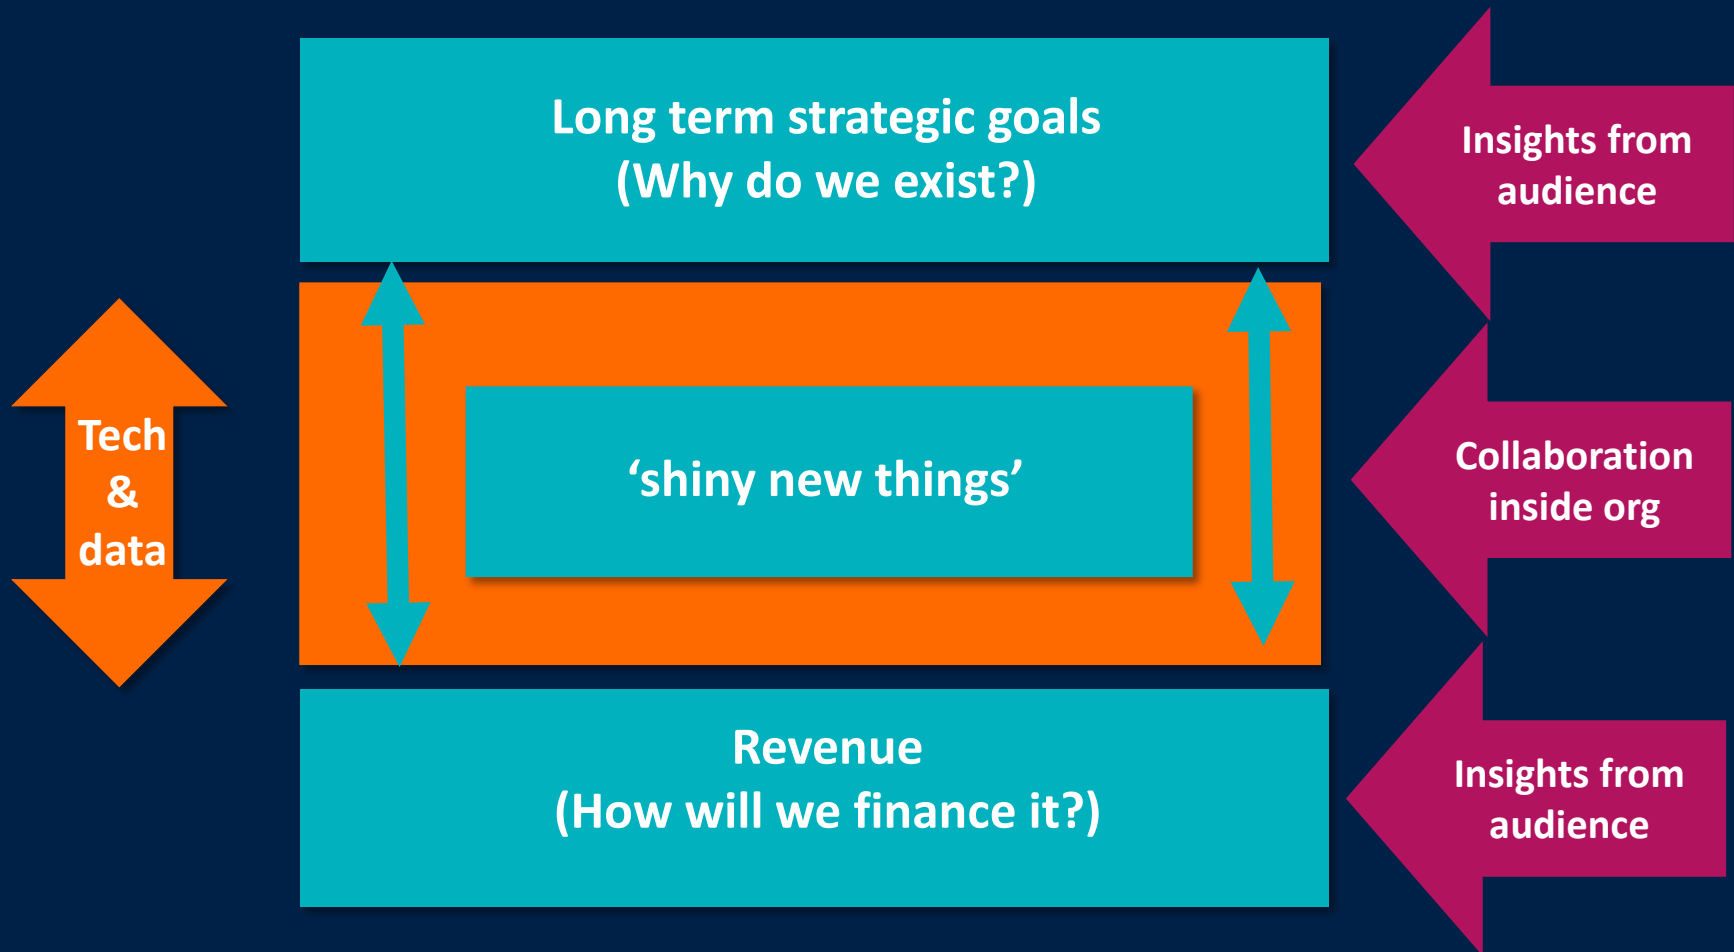 Long term strategic goals
(Why do we exist?)
Insights from
audience
Tech
&
data
‘shiny new things’
Collaboration
inside org
Revenue
(How will we finance it?)
Insights from
audience